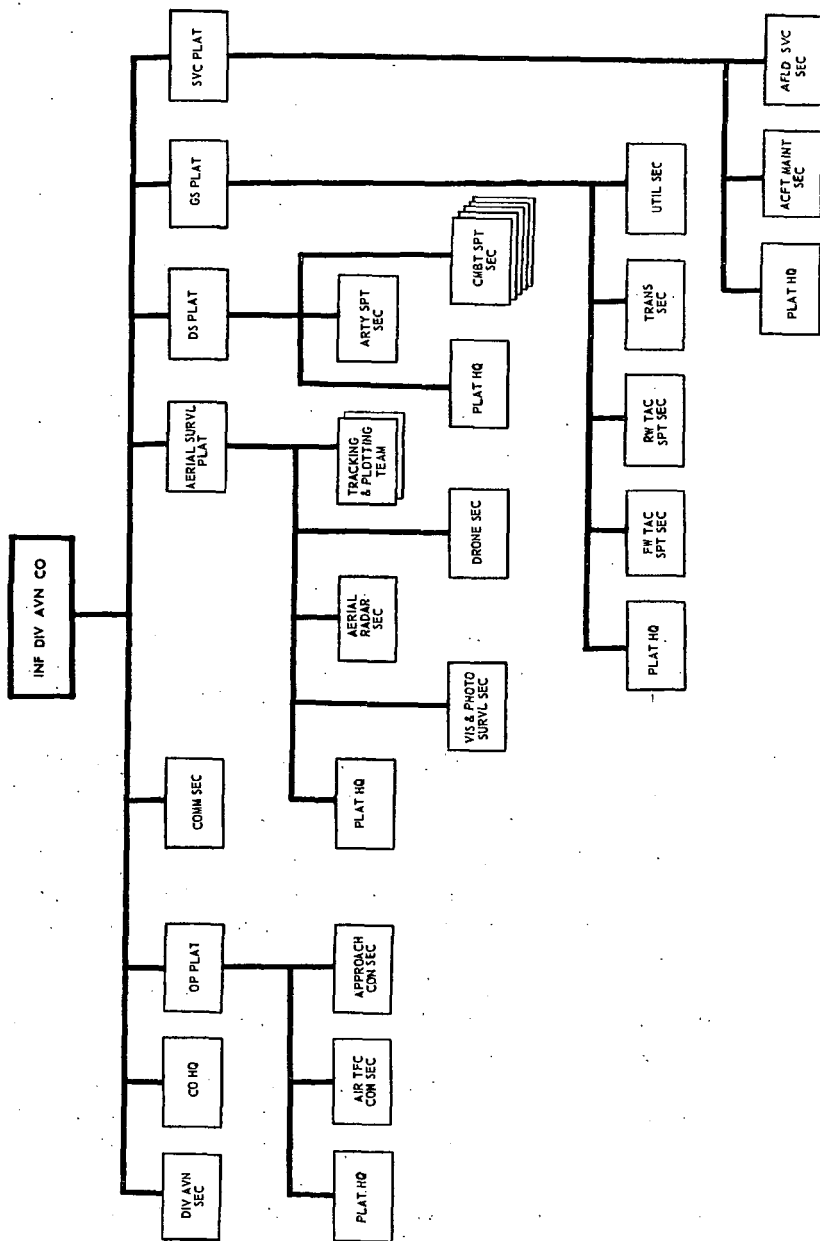 INF DIV AVN CO
DIV AVN
SEC
CO HQ
OP PLAT
COMM SEC
AERIAL SURVL
PLAT
DS PLAT
GS PLAT
SVC PLAT
PLAT HQ
AIR TFC
CON SEC
APPROACH
CON SEC
PLAT HQ
VIS & PHOTO
SURVL SEC
AERIAL
RADAR
SEC
DRONE SEC
TRACKING
& PLOTTING
TEAM
PLAT HQ
ARTY SPT
SEC
CMBT SPT
SEC
PLAT HQ
FW TAC
SPT SEC
RW TAC
SPT SEC
TRANS
SEC
UTIL SEC
PLAT HQ
ACFT MAINT
SEC
AFLD SVC
SEC